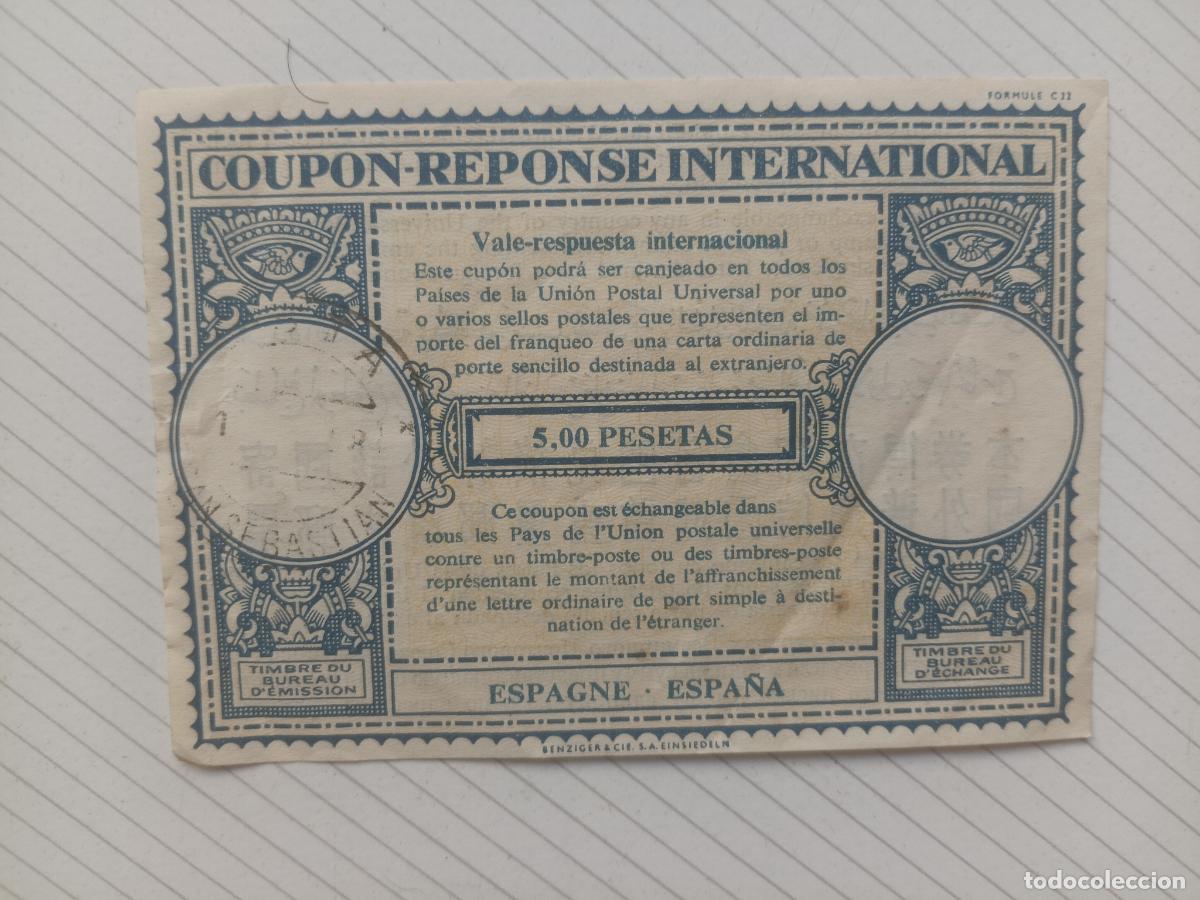 FORMULE C 22
COUPON-REPONSE INTERNATIONAL
Vale-respuesta internacional
Este cupón podrá ser canjeado en todos los
Países de la Unión Postal Universal por uno
o varios sellos postales que representen el im-
porte del franqueo de una carta ordinaria de
porte sencillo destinada al extranjero.
5,00 PESETAS
Ce coupon est échangeable dans
tous les Pays de l'Union postale universelle
contre un timbre-poste ou des timbres-poste
représentant le montant de l'affranchissement
d'une lettre ordinaire de port simple à desti-
nation de l'étranger.
SEBASTIAN
TIMBRE DU
BUREAU
D'ÉMISSION
TIMBRE DU
BUREAU
D'ÉCHANGE
ESPAGNE · ESPAÑA
BENZIGER & CIE. S.A. EINSIEDELN
todocoleccion